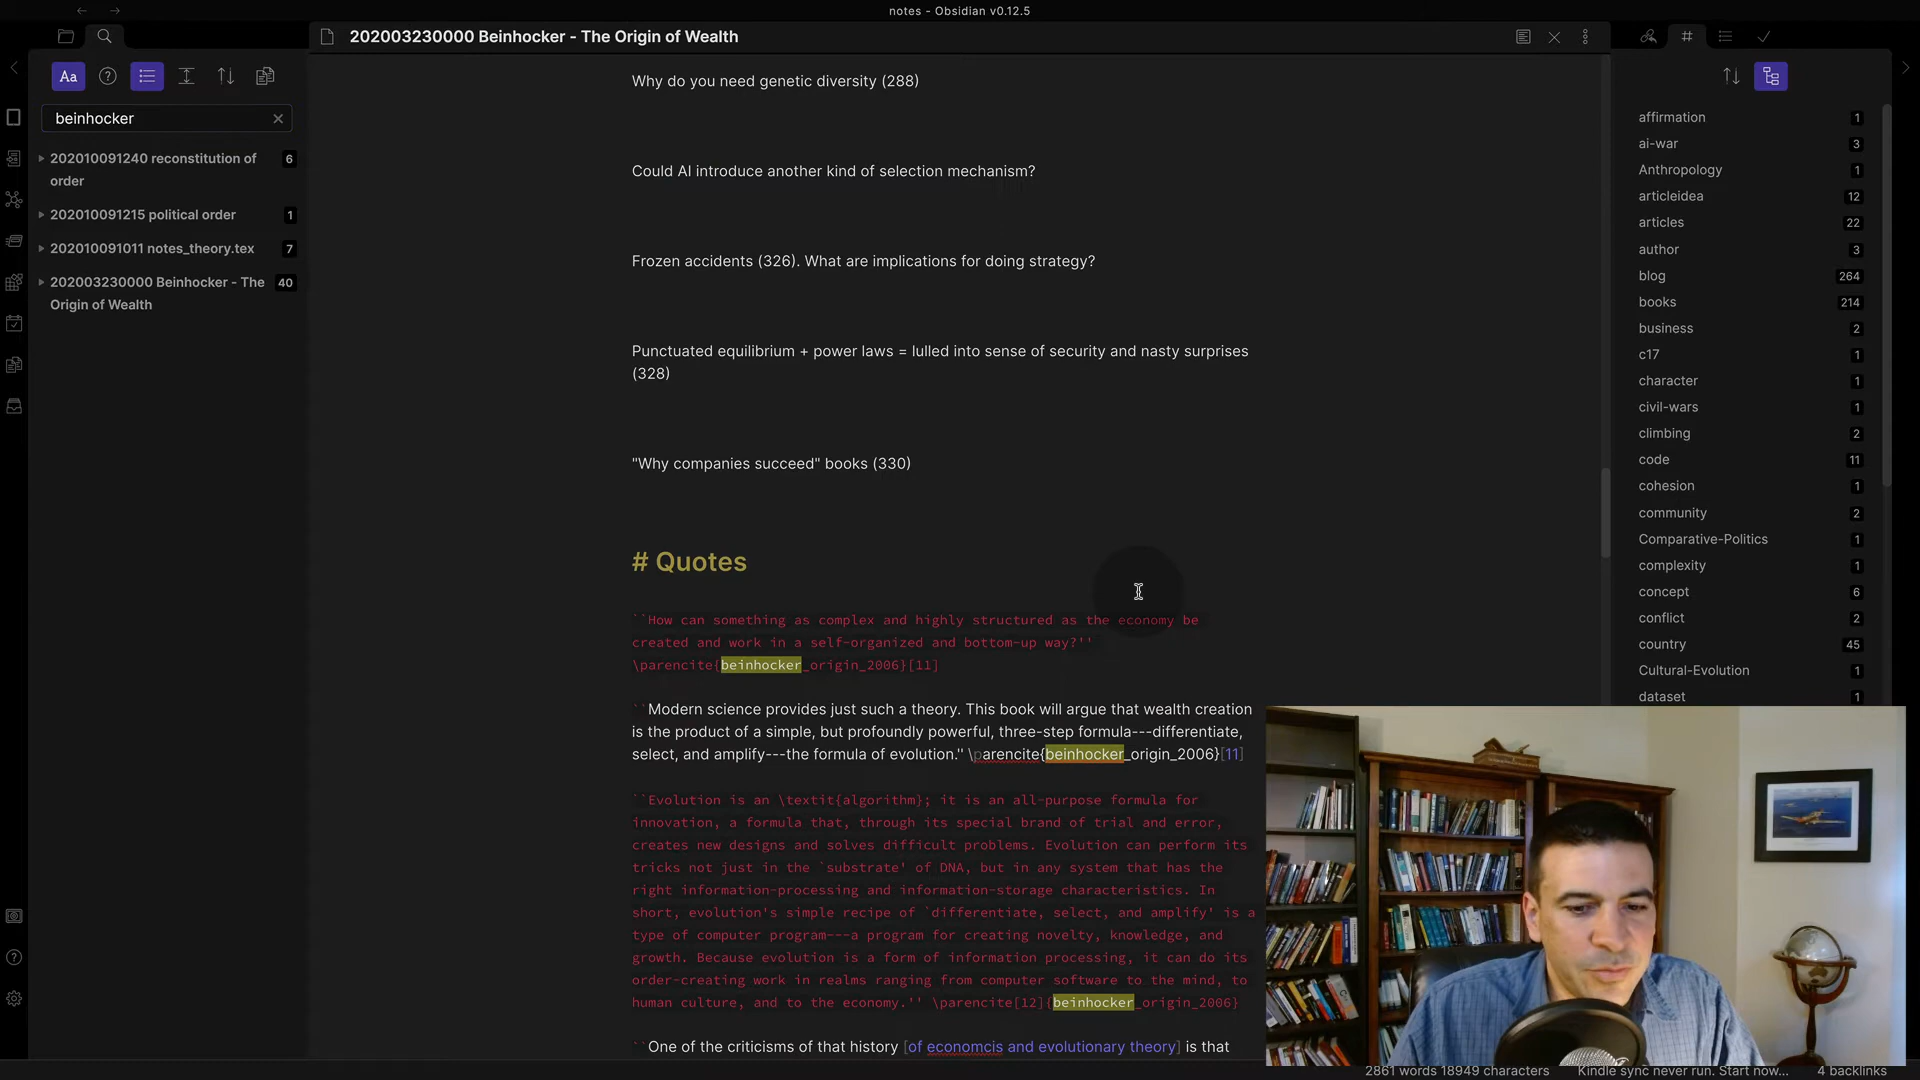 notes - Obsidian v0.12.5
202003230000 Beinhocker - The Origin of Wealth
Aa
beinhocker
202010091240 reconstitution of 6
order
202010091215 political order 1
202010091011 notes_theory.tex 7
202003230000 Beinhocker - The 40
Origin of Wealth
Why do you need genetic diversity (288)
Could AI introduce another kind of selection mechanism?
Frozen accidents (326). What are implications for doing strategy?
Punctuated equilibrium + power laws = lulled into sense of security and nasty surprises
(328)
"Why companies succeed" books (330)
# Quotes
``How can something as complex and highly structured as the economy be
created and work in a self-organized and bottom-up way?''
\parencite{beinhocker_origin_2006}[11]
``Modern science provides just such a theory. This book will argue that wealth creation
is the product of a simple, but profoundly powerful, three-step formula---differentiate,
select, and amplify---the formula of evolution.'' \parencite{beinhocker_origin_2006}[11]
``Evolution is an \textit{algorithm}; it is an all-purpose formula for
innovation, a formula that, through its special brand of trial and error,
creates new designs and solves difficult problems. Evolution can perform its
tricks not just in the `substrate' of DNA, but in any system that has the
right information-processing and information-storage characteristics. In
short, evolution's simple recipe of `differentiate, select, and amplify' is a
type of computer program---a program for creating novelty, knowledge, and
growth. Because evolution is a form of information processing, it can do its
order-creating work in realms ranging from computer software to the mind, to
human culture, and to the economy.'' \parencite[12]{beinhocker_origin_2006}
``One of the criticisms of that history [of economcis and evolutionary theory] is that
affirmation 1
ai-war 3
Anthropology 1
articleidea 12
articles 22
author 3
blog 264
books 214
business 2
c17 1
character 1
civil-wars 1
climbing 2
code 11
cohesion 1
community 2
Comparative-Politics 1
complexity 1
concept 6
conflict 2
country 45
Cultural-Evolution 1
dataset 1
2861 words 18949 characters Kindle sync never run. Start now... 4 backlinks